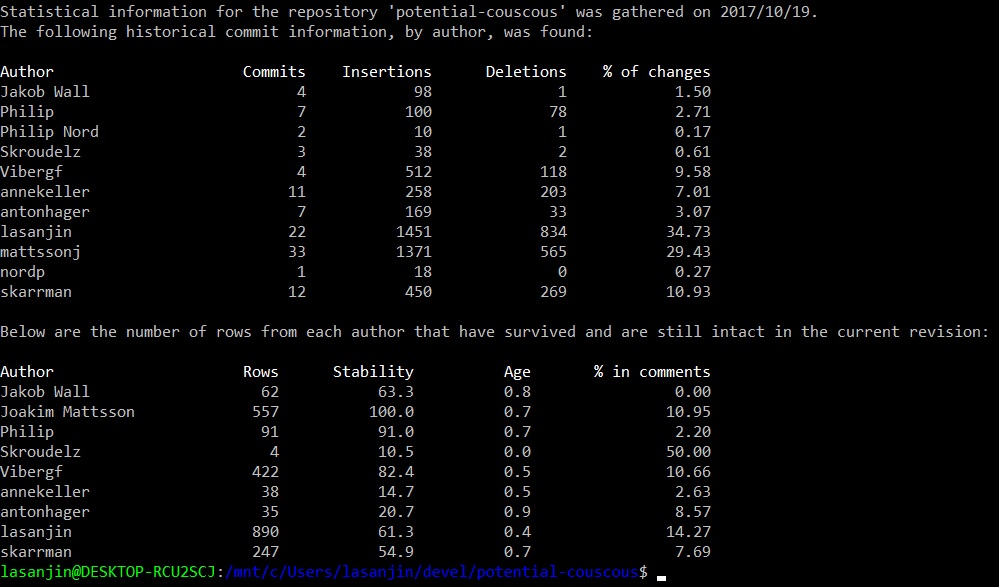 Statistical information for the repository 'potential-couscous' was gathered on 2017/10/19.
The following historical commit information, by author, was found:
Author Commits Insertions Deletions % of changes
Jakob Wall 4 98 1 1.50
Philip 7 100 78 2.71
Philip Nord 2 10 1 0.17
Skroudelz 3 38 2 0.61
Vibergf 4 512 118 9.58
annekeller 11 258 203 7.01
antonhager 7 169 33 3.07
lasanjin 22 1451 834 34.73
mattssonj 33 1371 565 29.43
nordp 1 18 0 0.27
skarrman 12 450 269 10.93
Below are the number of rows from each author that have survived and are still intact in the current revision:
Author Rows Stability Age % in comments
Jakob Wall 62 63.3 0.8 0.00
Joakim Mattsson 557 100.0 0.7 10.95
Philip 91 91.0 0.7 2.20
Skroudelz 4 10.5 0.0 50.00
Vibergf 422 82.4 0.5 10.66
annekeller 38 14.7 0.5 2.63
antonhager 35 20.7 0.9 8.57
lasanjin 890 61.3 0.4 14.27
skarrman 247 54.9 0.7 7.69
lasanjin@DESKTOP-RCU2SCJ:/mnt/c/Users/lasanjin/devel/potential-couscous$